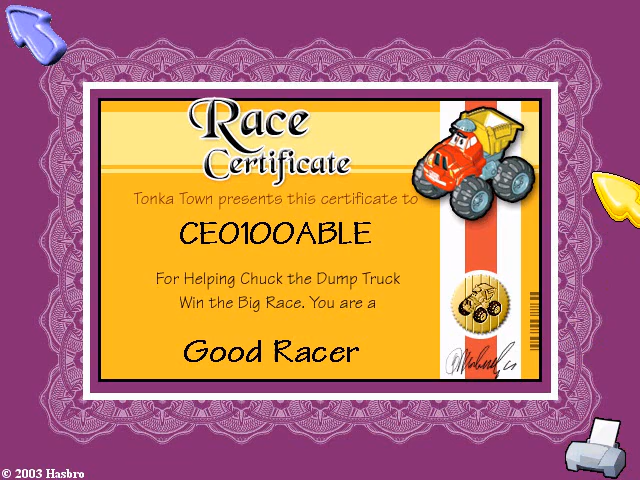 Race
Certificate
Tonka Town presents this certificate to
CEO100ABLE
For Helping Chuck the Dump Truck
Win the Big Race. You are a
Good Racer
© 2003 Hasbro